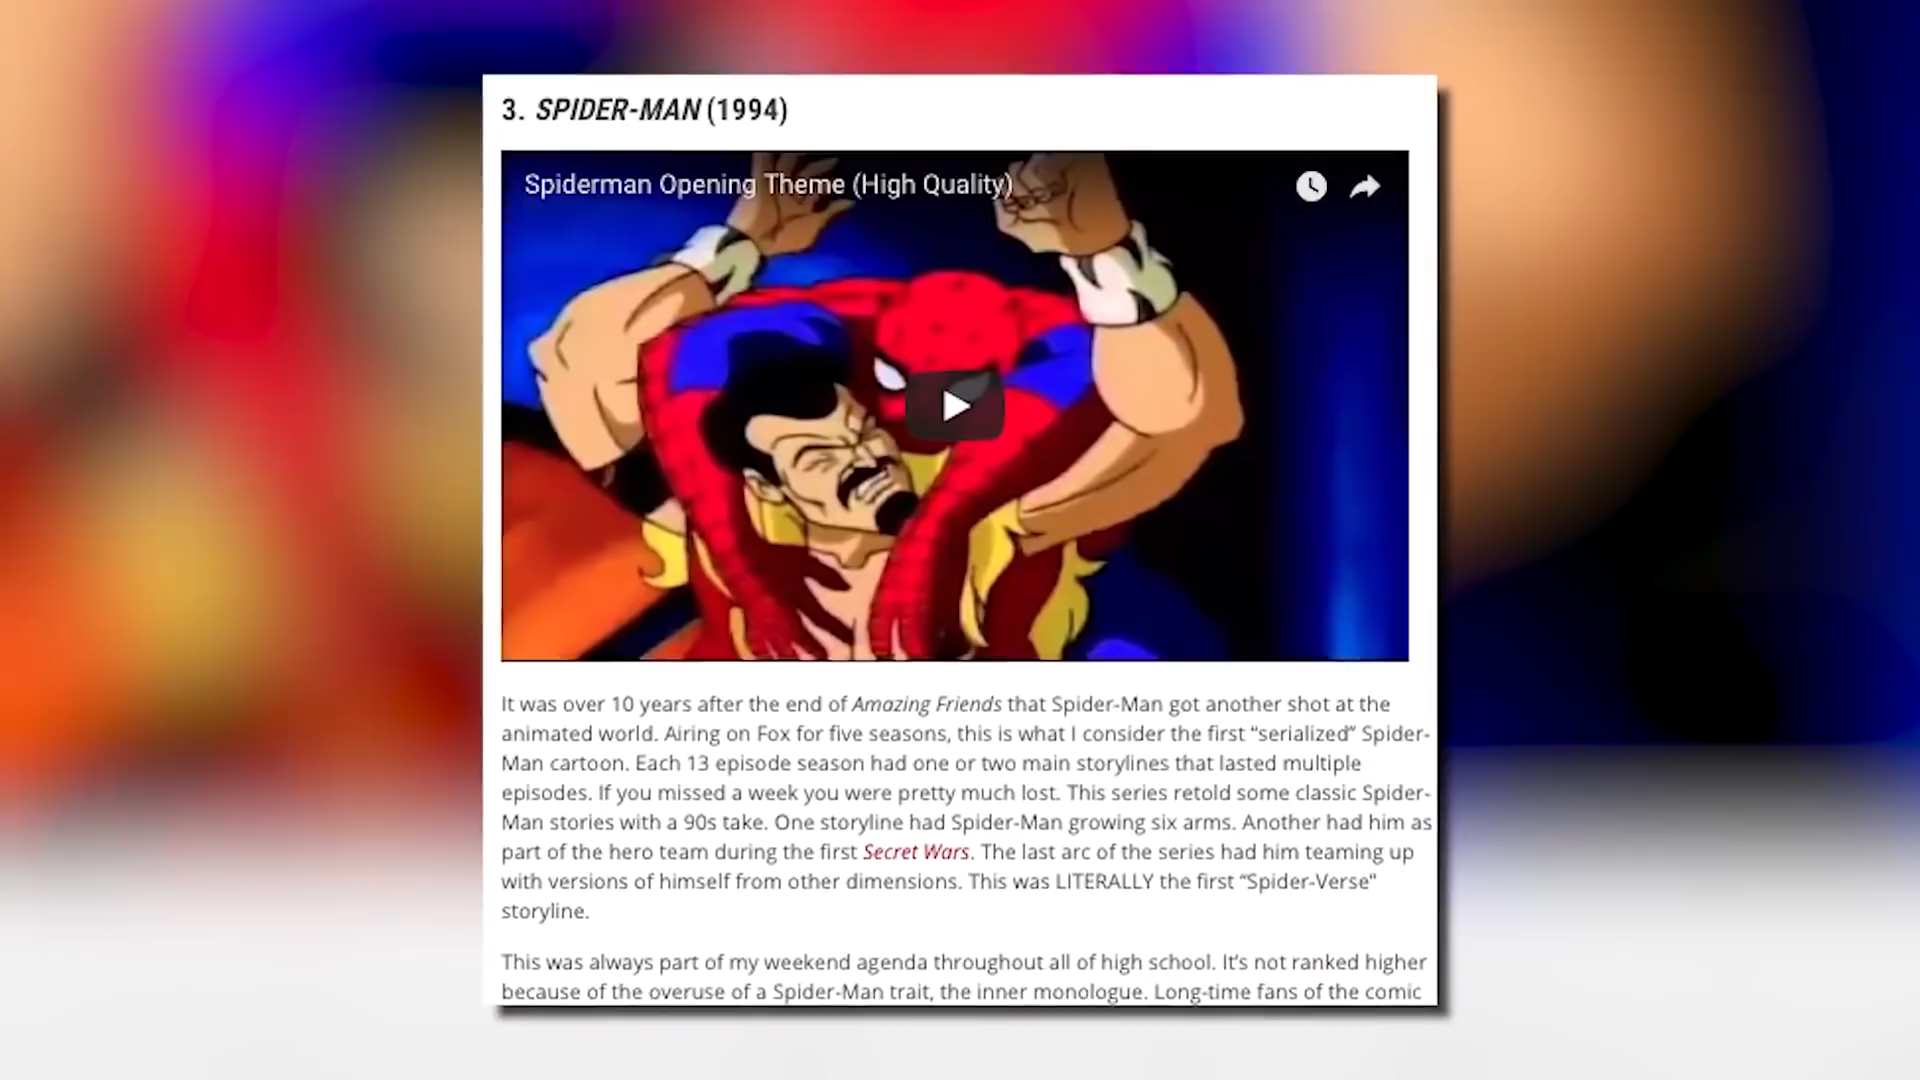 3. SPIDER-MAN (1994)
Spiderman Opening Theme (High Quality)
It was over 10 years after the end of Amazing Friends that Spider-Man got another shot at the
animated world. Airing on Fox for five seasons, this is what I consider the first “serialized” Spider-
Man cartoon. Each 13 episode season had one or two main storylines that lasted multiple
episodes. If you missed a week you were pretty much lost. This series retold some classic Spider-
Man stories with a 90s take. One storyline had Spider-Man growing six arms. Another had him as
part of the hero team during the first Secret Wars. The last arc of the series had him teaming up
with versions of himself from other dimensions. This was LITERALLY the first “Spider-Verse”
storyline.
This was always part of my weekend agenda throughout all of high school. It’s not ranked higher
because of the overuse of a Spider-Man trait, the inner monologue. Long-time fans of the comic